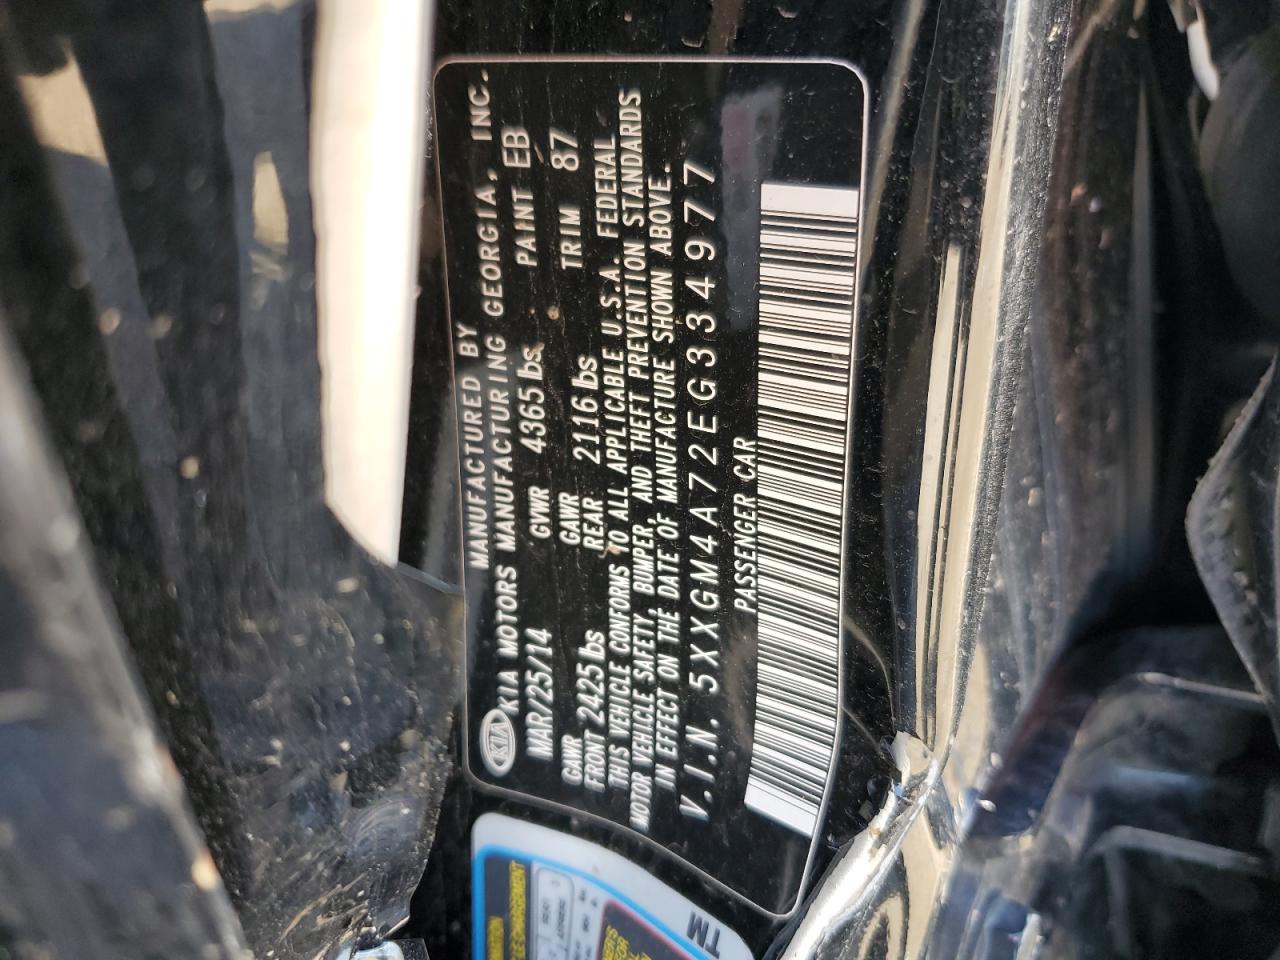 MANUFACTURED BY
KIA KIA MOTORS MANUFACTURING GEORGIA, INC.
MAR/25/14 GVWR 4365 lbs. PAINT EB
GAWR FRONT 2425 lbs GAWR REAR 2116 lbs TRIM 87
THIS VEHICLE CONFORMS TO ALL APPLICABLE U.S.A. FEDERAL
MOTOR VEHICLE SAFETY, BUMPER, AND THEFT PREVENTION STANDARDS
IN EFFECT ON THE DATE OF MANUFACTURE SHOWN ABOVE.
V.I.N. 5XXGM4A72EG334977
PASSENGER CAR
TM